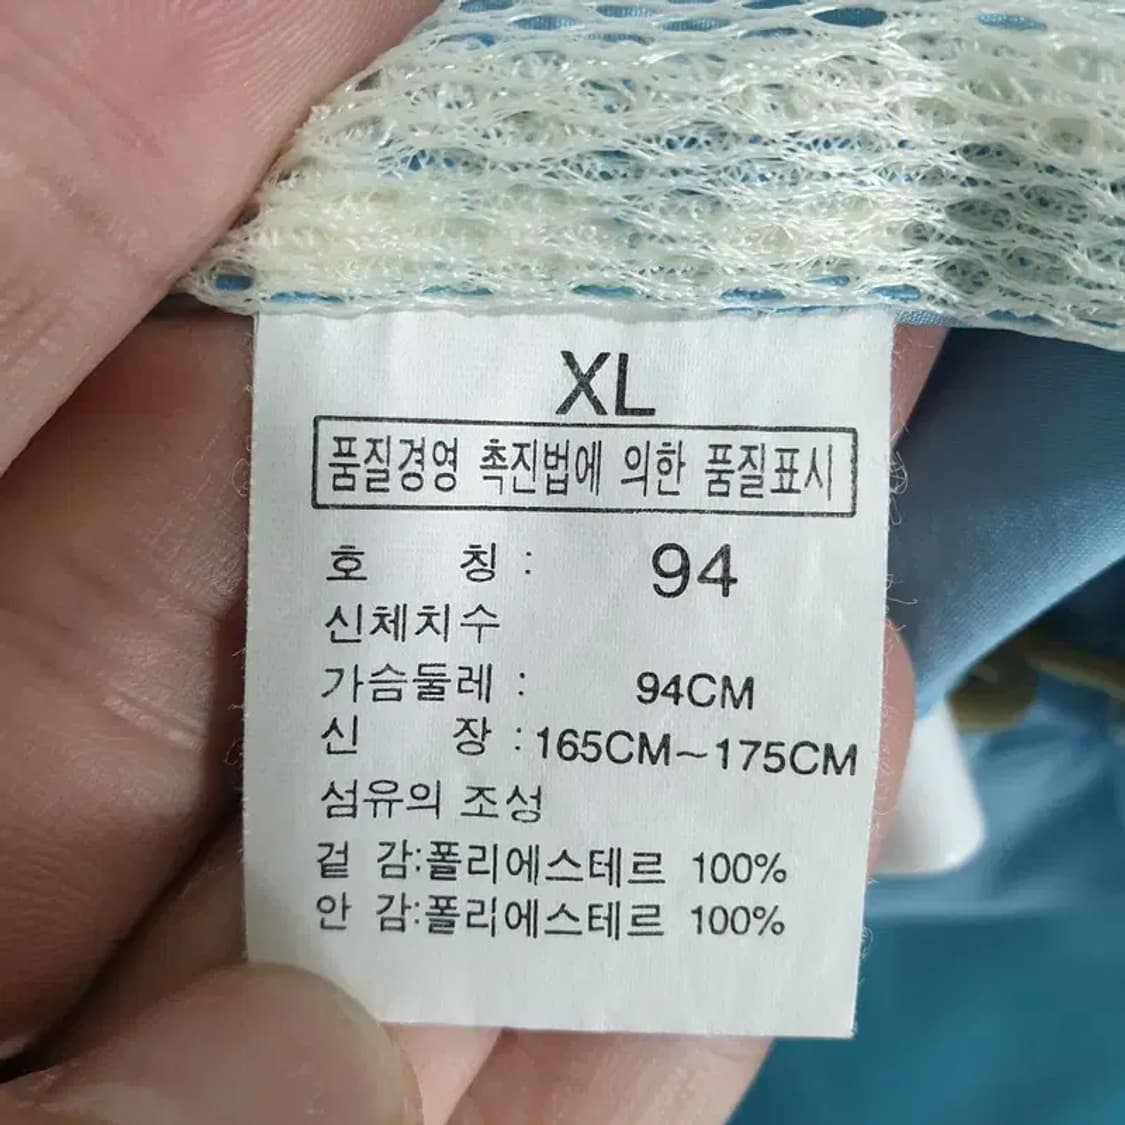 XL
품질경영 촉진법에 의한 품질표시
호 칭 : 94
신체치수
가슴둘레 : 94CM
신 장 : 165CM~175CM
섬유의 조성
겉 감:폴리에스테르 100%
안 감:폴리에스테르 100%